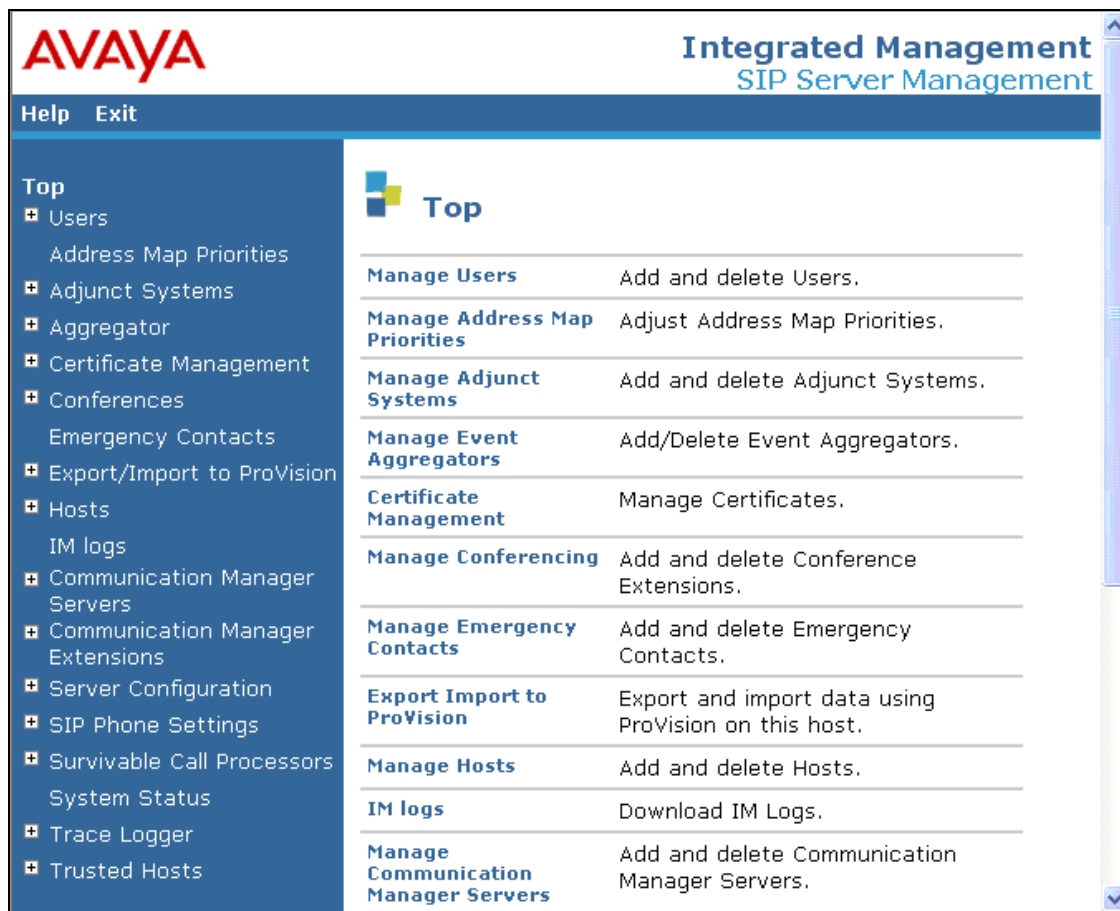 AVAYA
Integrated Management
SIP Server Management
Help Exit
Top
Users
Address Map Priorities
Adjunct Systems
Aggregator
Certificate Management
Conferences
Emergency Contacts
Export/Import to ProVision
Hosts
IM logs
Communication Manager
Servers
Communication Manager
Extensions
Server Configuration
SIP Phone Settings
Survivable Call Processors
System Status
Trace Logger
Trusted Hosts
Top
Manage Users Add and delete Users.
Manage Address Map Adjust Address Map Priorities.
Priorities
Manage Adjunct Add and delete Adjunct Systems.
Systems
Manage Event Add/Delete Event Aggregators.
Aggregators
Certificate Manage Certificates.
Management
Manage Conferencing Add and delete Conference
Extensions.
Manage Emergency Add and delete Emergency
Contacts Contacts.
Export Import to Export and import data using
ProVision ProVision on this host.
Manage Hosts Add and delete Hosts.
IM logs Download IM Logs.
Manage Add and delete Communication
Communication Manager Servers.
Manager Servers